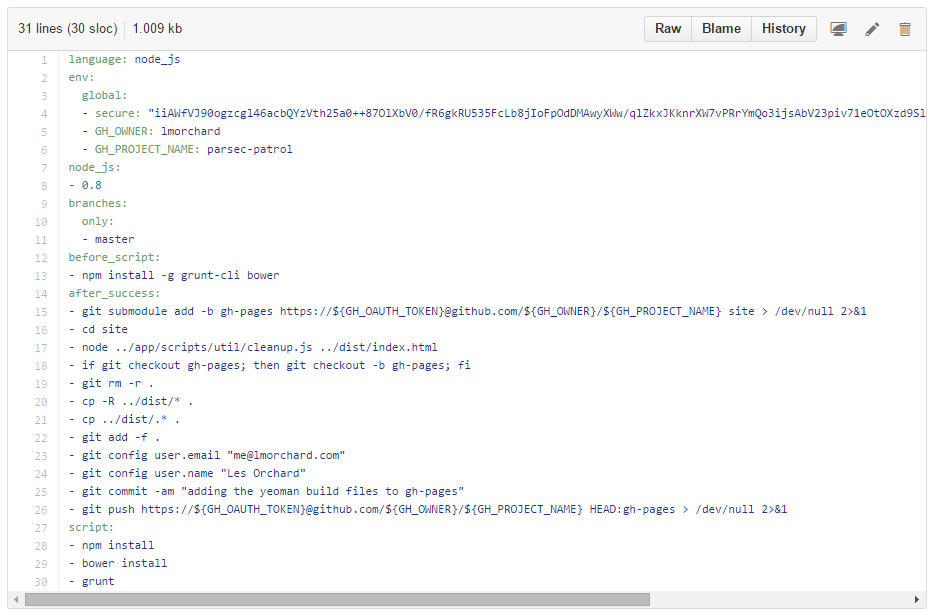 31 lines (30 sloc) 1.009 kb Raw Blame History
1 language: node_js
2 env:
3 global:
4 - secure: "iiAWfVJ90ogzcgl46acbQYzVth25a0++87OlXbV0/fR6gkRU535FcLb8jIoFpOdDMAwyXWw/qlZkxJKknrXW7vPRrYmQo3ijsAbV23piv71eOtOXzd9Sl
5 - GH_OWNER: lmorchard
6 - GH_PROJECT_NAME: parsec-patrol
7 node_js:
8 - 0.8
9 branches:
10 only:
11 - master
12 before_script:
13 - npm install -g grunt-cli bower
14 after_success:
15 - git submodule add -b gh-pages https://${GH_OAUTH_TOKEN}@github.com/${GH_OWNER}/${GH_PROJECT_NAME} site > /dev/null 2>&1
16 - cd site
17 - node ../app/scripts/util/cleanup.js ../dist/index.html
18 - if git checkout gh-pages; then git checkout -b gh-pages; fi
19 - git rm -r .
20 - cp -R ../dist/* .
21 - cp ../dist/.* .
22 - git add -f .
23 - git config user.email "me@lmorchard.com"
24 - git config user.name "Les Orchard"
25 - git commit -am "adding the yeoman build files to gh-pages"
26 - git push https://${GH_OAUTH_TOKEN}@github.com/${GH_OWNER}/${GH_PROJECT_NAME} HEAD:gh-pages > /dev/null 2>&1
27 script:
28 - npm install
29 - bower install
30 - grunt